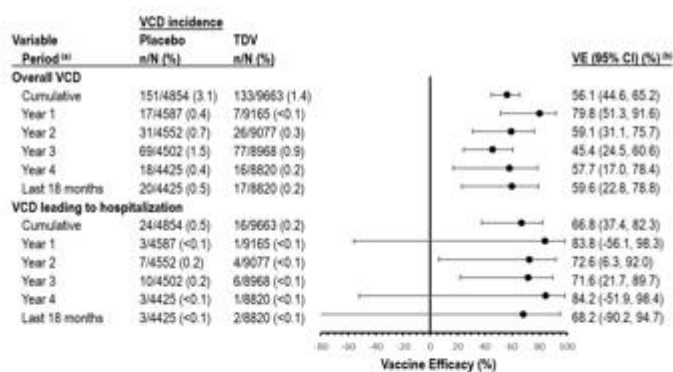 VCD incidence
Variable Placebo TDV
Period (a) n/N (%) n/N (%) VE (95% CI) (%) (b)
Overall VCD
Cumulative 151/4854 (3.1) 133/9663 (1.4) 56.1 (44.6, 65.2)
Year 1 17/4587 (0.4) 7/9165 (<0.1) 79.8 (51.3, 91.6)
Year 2 31/4552 (0.7) 26/9077 (0.3) 59.1 (31.1, 75.7)
Year 3 69/4502 (1.5) 77/8968 (0.9) 45.4 (24.5, 60.6)
Year 4 18/4425 (0.4) 16/8820 (0.2) 57.7 (17.0, 78.4)
Last 18 months 20/4425 (0.5) 17/8820 (0.2) 59.6 (22.8, 78.8)
VCD leading to hospitalization
Cumulative 24/4854 (0.5) 16/9663 (0.2) 66.8 (37.4, 82.3)
Year 1 3/4587 (<0.1) 1/9165 (<0.1) 83.8 (-56.1, 98.3)
Year 2 7/4552 (0.2) 4/9077 (<0.1) 72.6 (6.3, 92.0)
Year 3 10/4502 (0.2) 6/8968 (<0.1) 71.6 (21.7, 89.7)
Year 4 3/4425 (<0.1) 1/8820 (<0.1) 84.2 (-51.9, 98.4)
Last 18 months 3/4425 (<0.1) 2/8820 (<0.1) 68.2 (-90.2, 94.7)
-80 -60 -40 -20 0 20 40 60 80 100
Vaccine Efficacy (%)